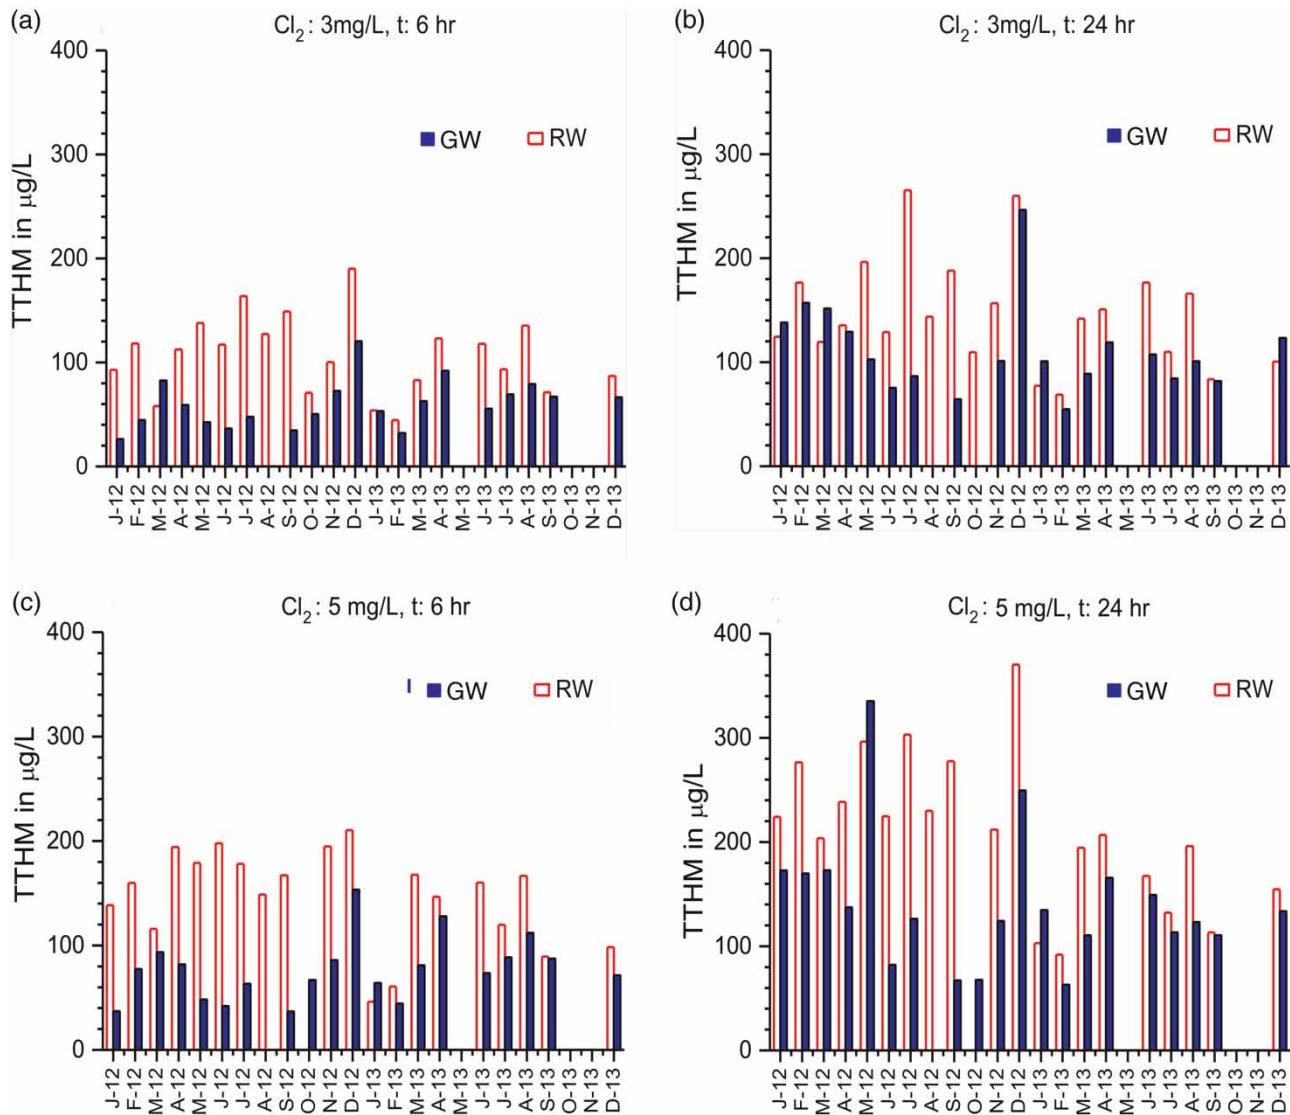 (a)
Cl2: 3mg/L, t: 6 hr
400
300
200
100
0
TTHM in μg/L
GW RW
J-12 F-12 M-12 A-12 M-12 J-12 J-12 A-12 S-12 O-12 N-12 D-12 J-13 F-13 M-13 A-13 M-13 J-13 J-13 A-13 S-13 O-13 N-13 D-13
(b)
Cl2: 3mg/L, t: 24 hr
400
300
200
100
0
TTHM in μg/L
GW RW
J-12 F-12 M-12 A-12 M-12 J-12 J-12 A-12 S-12 O-12 N-12 D-12 J-13 F-13 M-13 A-13 M-13 J-13 J-13 A-13 S-13 O-13 N-13 D-13
(c)
Cl2: 5 mg/L, t: 6 hr
400
300
200
100
0
TTHM in μg/L
GW RW
J-12 F-12 M-12 A-12 M-12 J-12 J-12 A-12 S-12 O-12 N-12 D-12 J-13 F-13 M-13 A-13 M-13 J-13 J-13 A-13 S-13 O-13 N-13 D-13
(d)
Cl2: 5 mg/L, t: 24 hr
400
300
200
100
0
TTHM in μg/L
GW RW
J-12 F-12 M-12 A-12 M-12 J-12 J-12 A-12 S-12 O-12 N-12 D-12 J-13 F-13 M-13 A-13 M-13 J-13 J-13 A-13 S-13 O-13 N-13 D-13